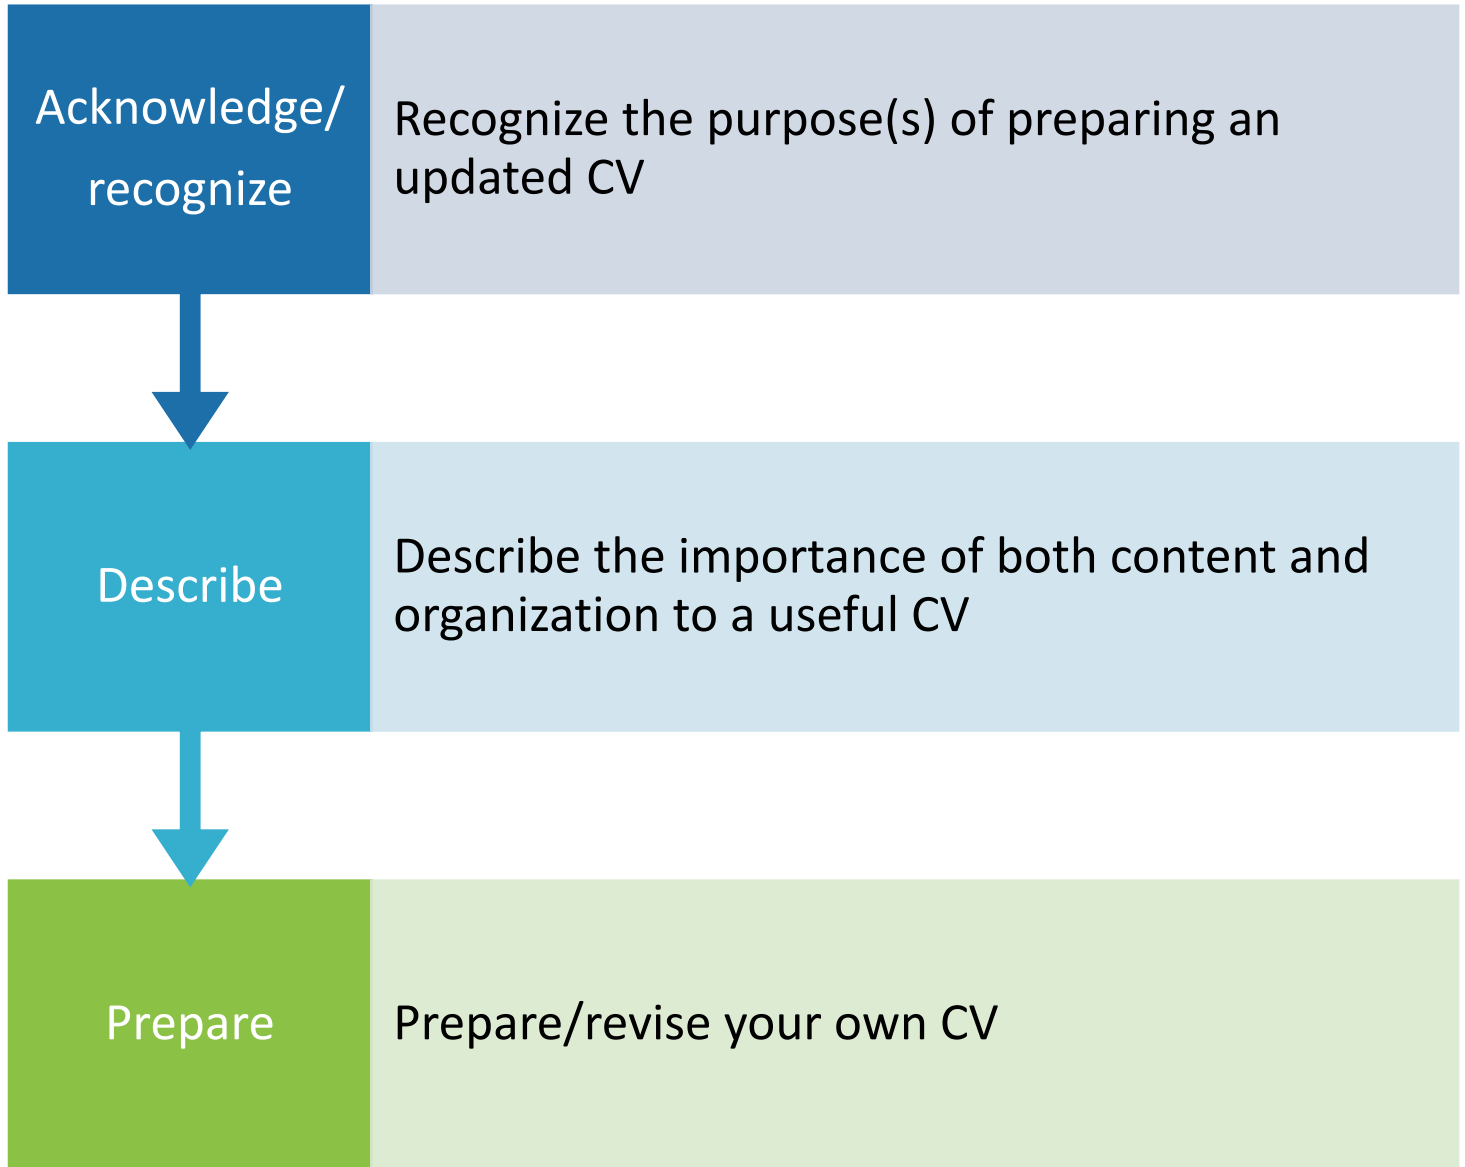 Acknowledge/
recognize
Recognize the purpose(s) of preparing an
updated CV
Describe
Describe the importance of both content and
organization to a useful CV
Prepare
Prepare/revise your own CV